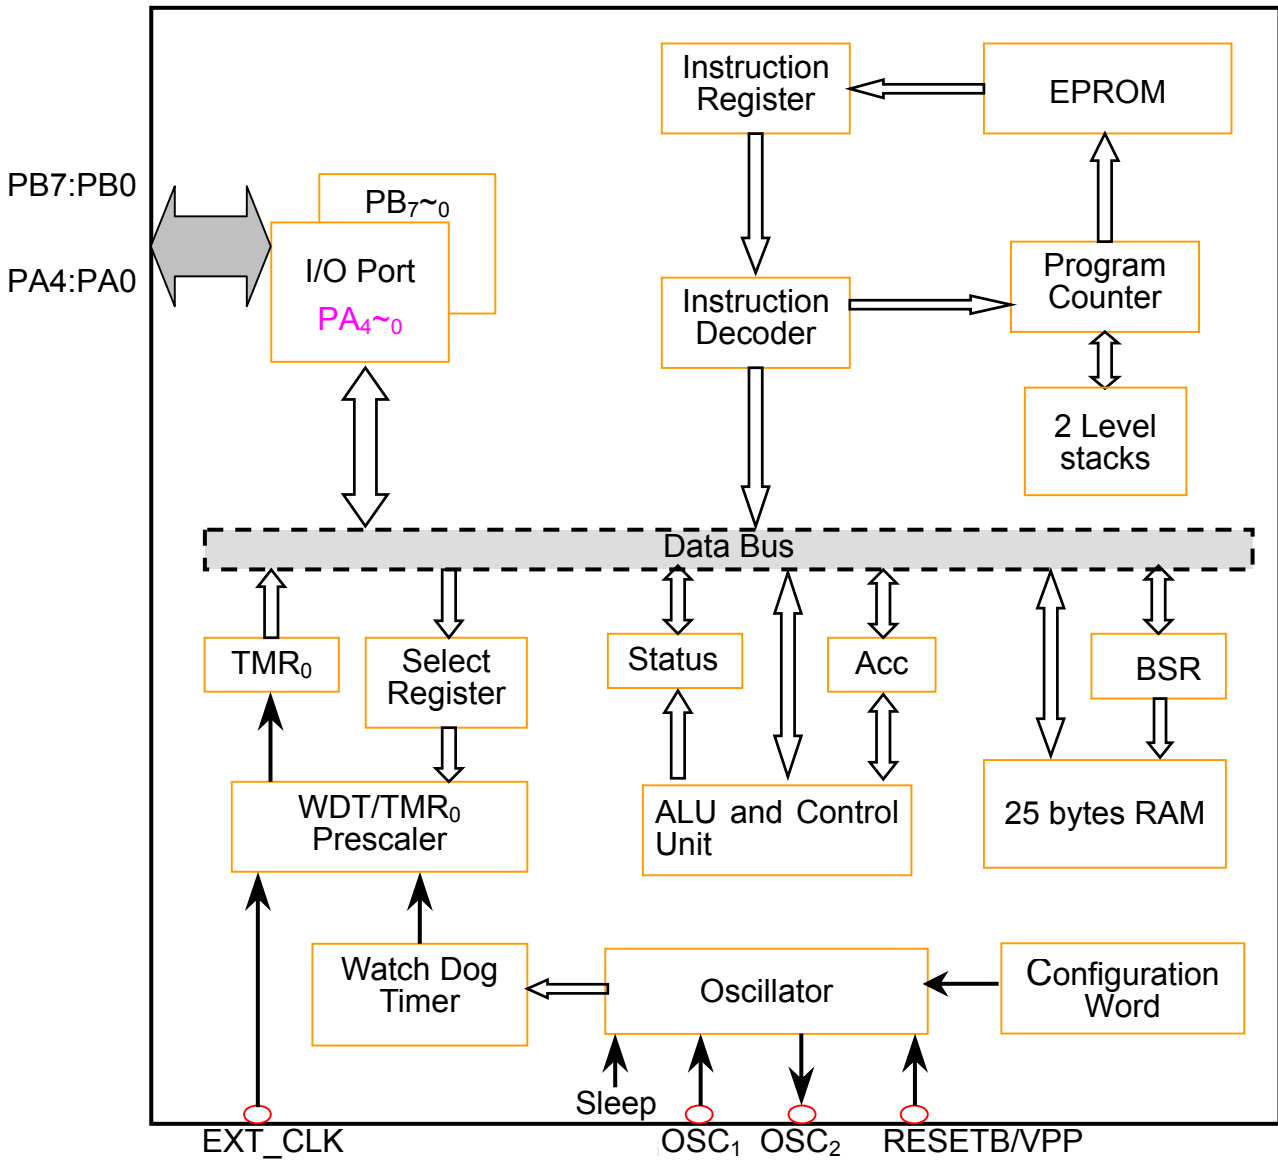 Instruction
Register
EPROM
PB7:PB0
PA4:PA0
PB7~0
I/O Port
PA4~0
Instruction
Decoder
Program
Counter
2 Level
stacks
Data Bus
TMR0
Select
Register
Status
Acc
BSR
WDT/TMR0
Prescaler
ALU and Control
Unit
25 bytes RAM
Watch Dog
Timer
Oscillator
Configuration
Word
Sleep
EXT_CLK
OSC1
OSC2
RESETB/VPP